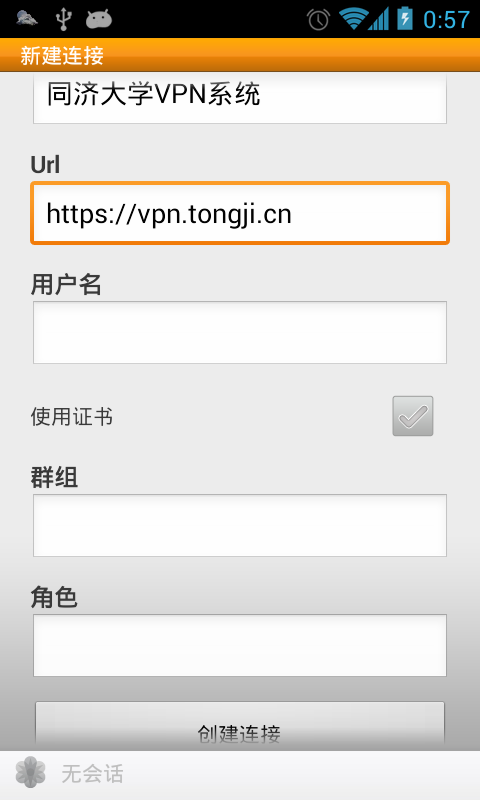 0:57
新建连接
同济大学VPN系统
Url
https://vpn.tongji.cn
用户名
使用证书
群组
角色
创建连接
无会话